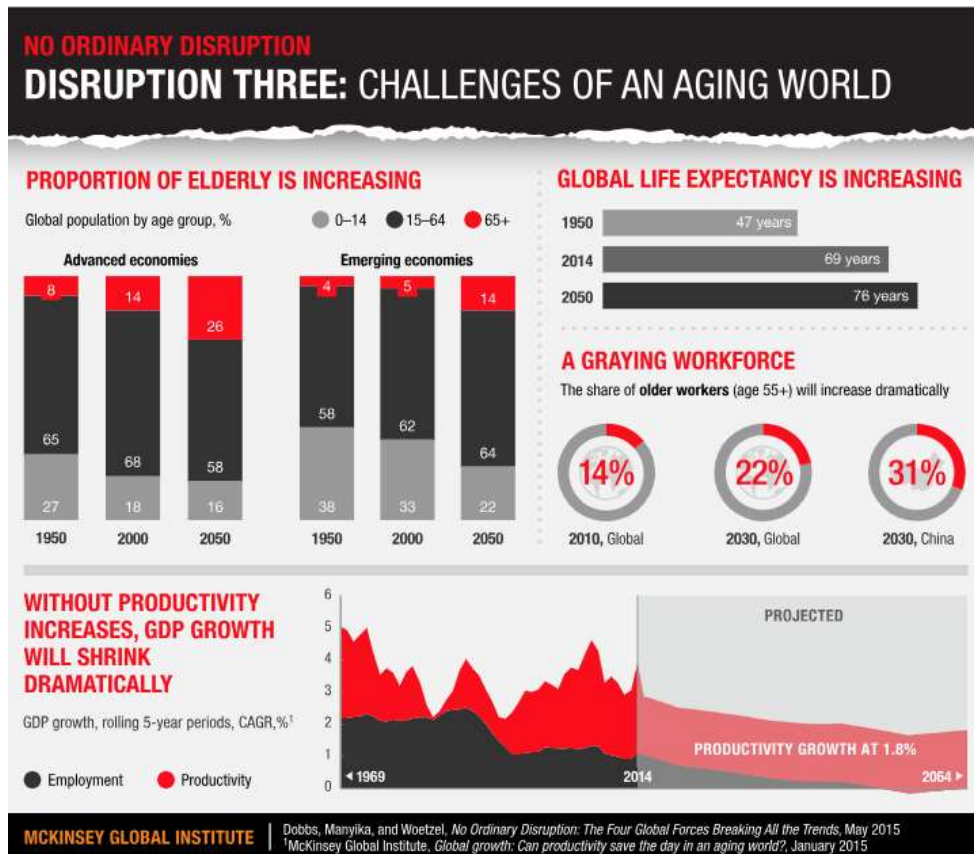 NO ORDINARY DISRUPTION
DISRUPTION THREE: CHALLENGES OF AN AGING WORLD
PROPORTION OF ELDERLY IS INCREASING
Global population by age group, %
0–14 15–64 65+
Advanced economies
8 14 26
65 68 58
27 18 16
1950 2000 2050
Emerging economies
4 5 14
58 62 64
38 33 22
1950 2000 2050
GLOBAL LIFE EXPECTANCY IS INCREASING
1950 47 years
2014 69 years
2050 76 years
A GRAYING WORKFORCE
The share of older workers (age 55+) will increase dramatically
14% 22% 31%
2010, Global 2030, Global 2030, China
WITHOUT PRODUCTIVITY
INCREASES, GDP GROWTH
WILL SHRINK
DRAMATICALLY
GDP growth, rolling 5-year periods, CAGR,%¹
Employment Productivity
6
5
4
3
2
1
0
PROJECTED
PRODUCTIVITY GROWTH AT 1.8%
◄ 1969 2014 2064 ►
MCKINSEY GLOBAL INSTITUTE
Dobbs, Manyika, and Woetzel, No Ordinary Disruption: The Four Global Forces Breaking All the Trends, May 2015
¹McKinsey Global Institute, Global growth: Can productivity save the day in an aging world?, January 2015